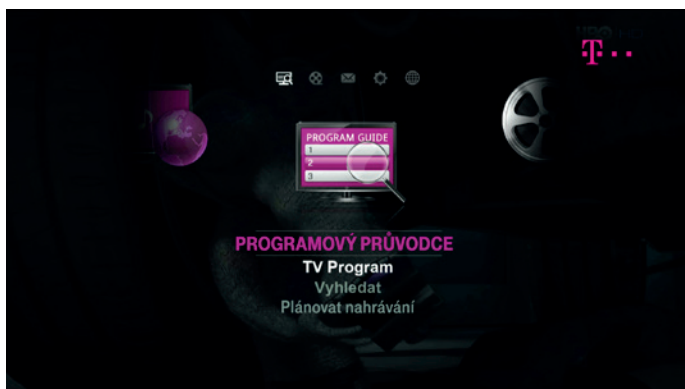 T
PROGRAM GUIDE
1
2
3
PROGRAMOVÝ PRŮVODCE
TV Program
Vyhledat
Plánovat nahrávání